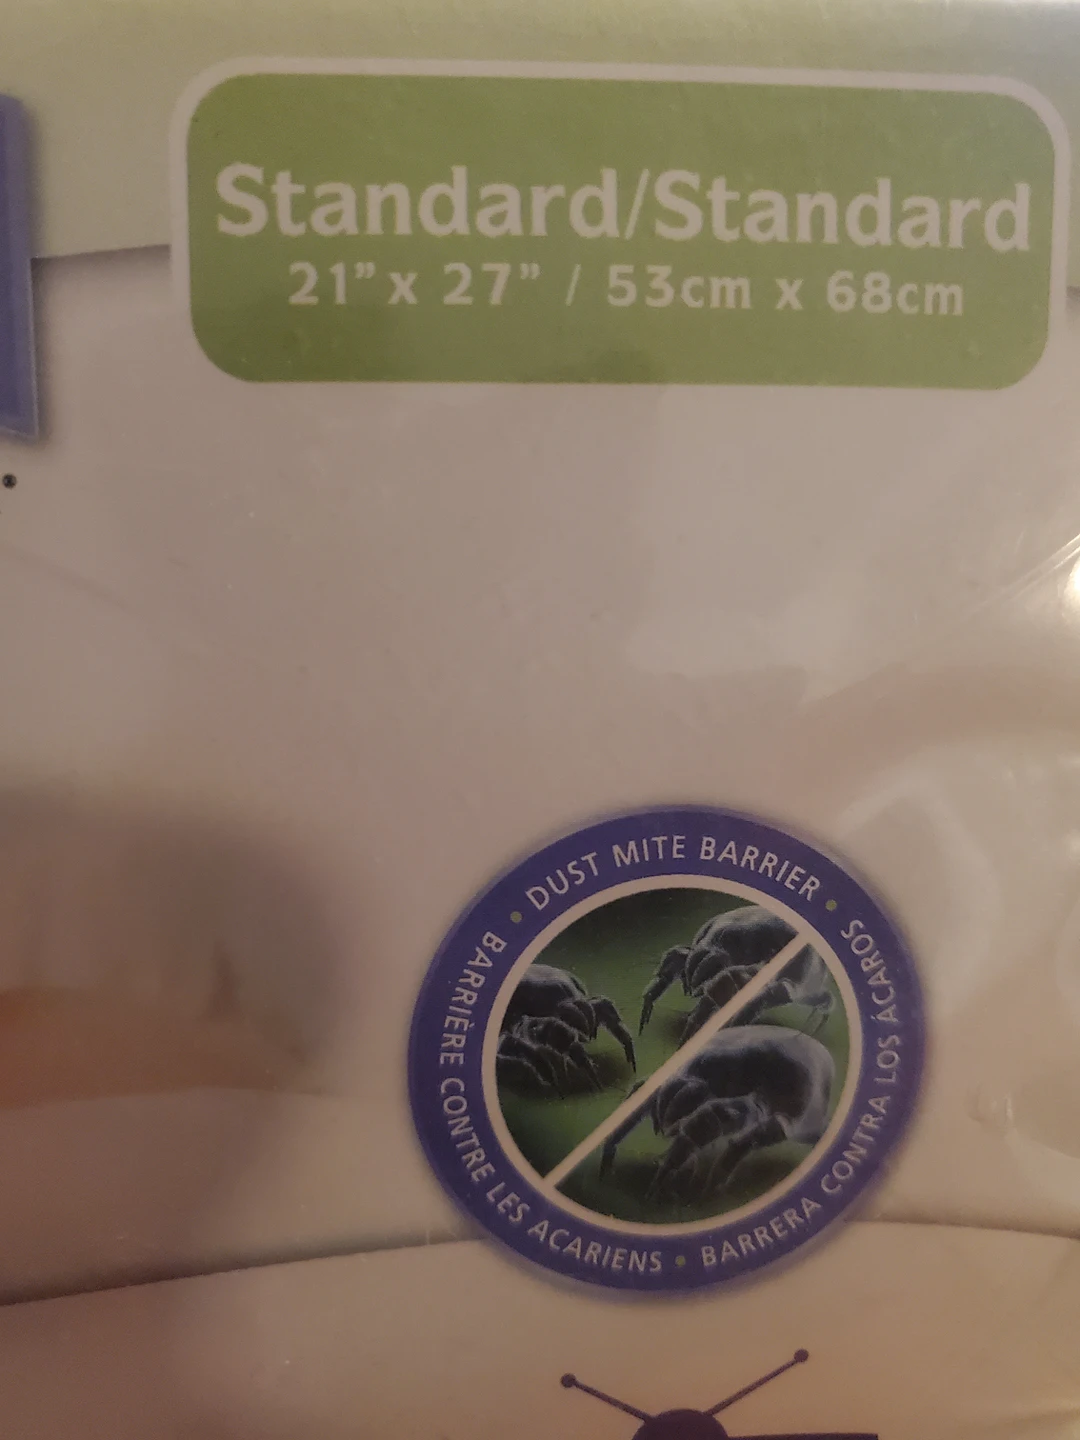 Standard/Standard
21" x 27" / 53cm x 68cm
• DUST MITE BARRIER •
BARRIÈRE CONTRE LES ACARIENS •
BARRERA CONTRA LOS ÁCAROS